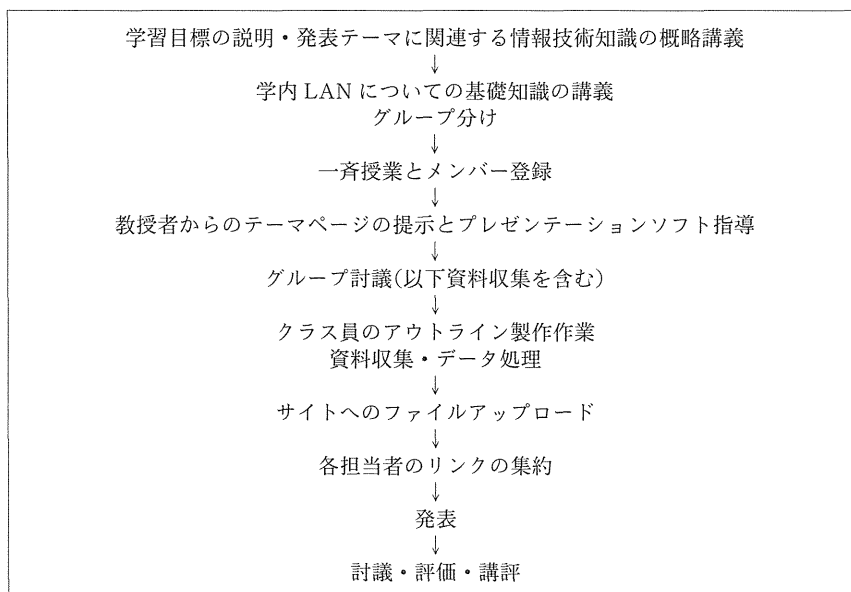 学習目標の説明・発表テーマに関連する情報技術知識の概略講義
↓
学内 LAN についての基礎知識の講義
グループ分け
↓
一斉授業とメンバー登録
↓
教授者からのテーマページの提示とプレゼンテーションソフト指導
↓
グループ討議(以下資料収集を含む)
↓
クラス員のアウトライン製作作業
資料収集・データ処理
↓
サイトへのファイルアップロード
↓
各担当者のリンクの集約
↓
発表
↓
討議・評価・講評